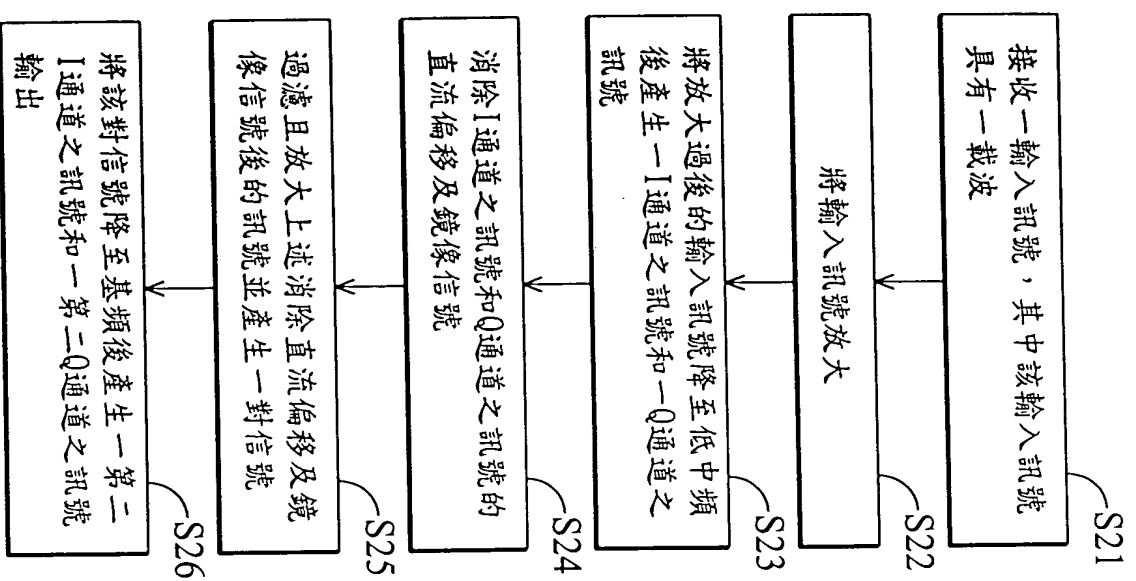 接收一輸入訊號，其中該輸入訊號
具有一載波
S21
將輸入訊號放大
S22
將放大過後的輸入訊號降至低中頻
後產生一I通道之訊號和一Q通道之
訊號
S23
消除I通道之訊號和Q通道之訊號的
直流偏移及鏡像信號
S24
過濾且放大上述消除直流偏移及鏡
像信號後的訊號並產生一對信號
S25
將該對信號降至基頻後產生一第二
I通道之訊號和一第二Q通道之訊號
輸出
S26